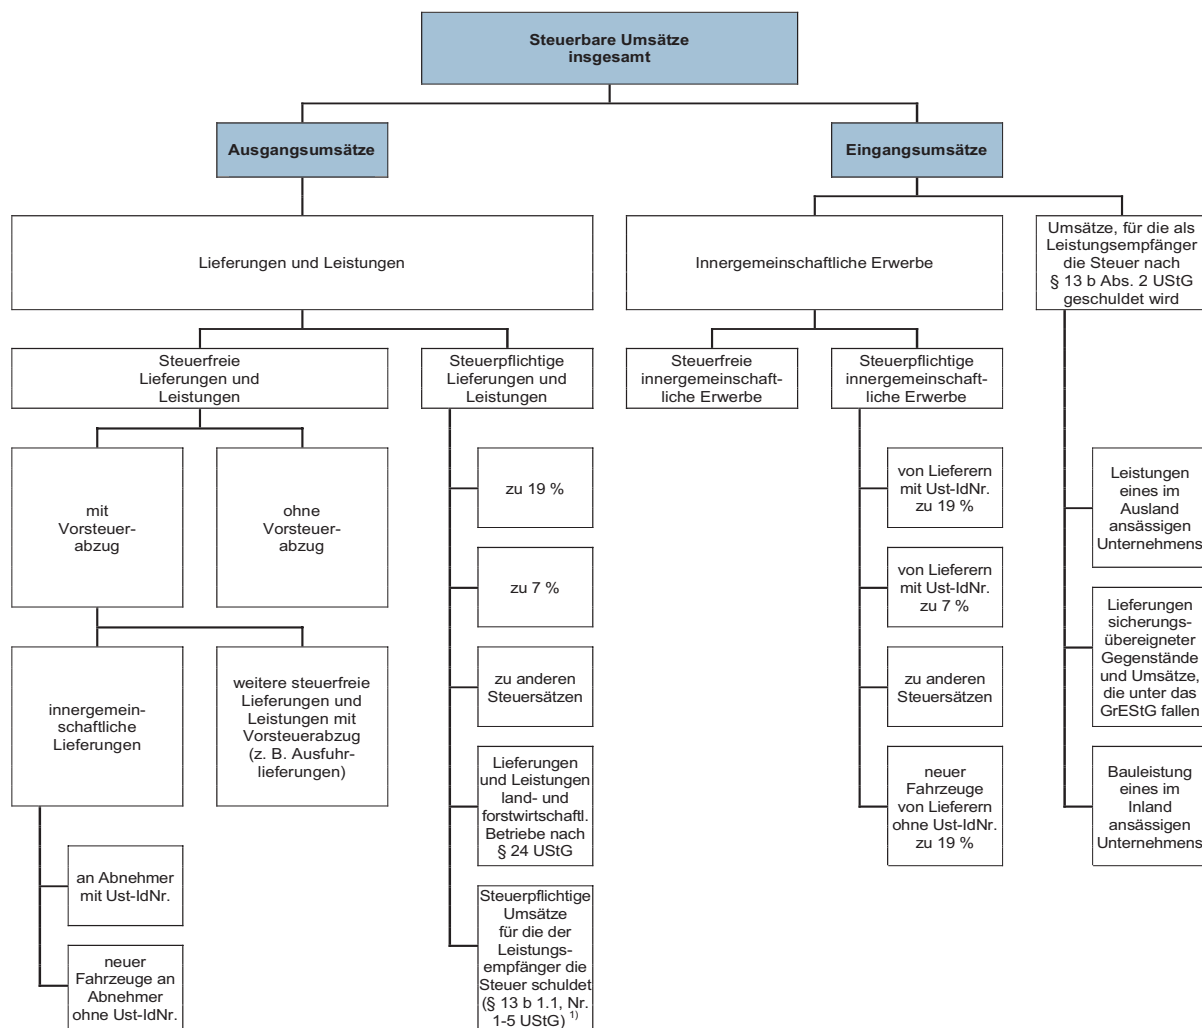 Steuerbare Umsätze
insgesamt
Ausgangsumsätze
Eingangsumsätze
Lieferungen und Leistungen
Innergemeinschaftliche Erwerbe
Umsätze, für die als
Leistungsempfänger
die Steuer nach
§ 13 b Abs. 2 UStG
geschuldet wird
Steuerfreie
Lieferungen und
Leistungen
Steuerpflichtige
Lieferungen und
Leistungen
Steuerfreie
innergemeinschaft-
liche Erwerbe
Steuerpflichtige
innergemeinschaft-
liche Erwerbe
mit
Vorsteuer-
abzug
ohne
Vorsteuer-
abzug
zu 19 %
von Lieferern
mit Ust-IdNr.
zu 19 %
Leistungen
eines im
Ausland
ansässigen
Unternehmens
zu 7 %
von Lieferern
mit Ust-IdNr.
zu 7 %
Lieferungen
sicherungs-
übereigneter
Gegenstände
und Umsätze,
die unter das
GrEStG fallen
innergemein-
schaftliche
Lieferungen
weitere steuerfreie
Lieferungen und
Leistungen mit
Vorsteuerabzug
(z. B. Ausfuhr-
lieferungen)
zu anderen
Steuersätzen
zu anderen
Steuersätzen
Lieferungen
und Leistungen
land- und
forstwirtschaftl.
Betriebe nach
§ 24 UStG
neuer
Fahrzeuge
von Lieferern
ohne Ust-IdNr.
zu 19 %
Bauleistung
eines im
Inland
ansässigen
Unternehmens
an Abnehmer
mit Ust-IdNr.
Steuerpflichtige
Umsätze
für die der
Leistungs-
empfänger die
Steuer schuldet
(§ 13 b 1.1, Nr.
1-5 UStG) 1)
neuer
Fahrzeuge an
Abnehmer
ohne Ust-IdNr.